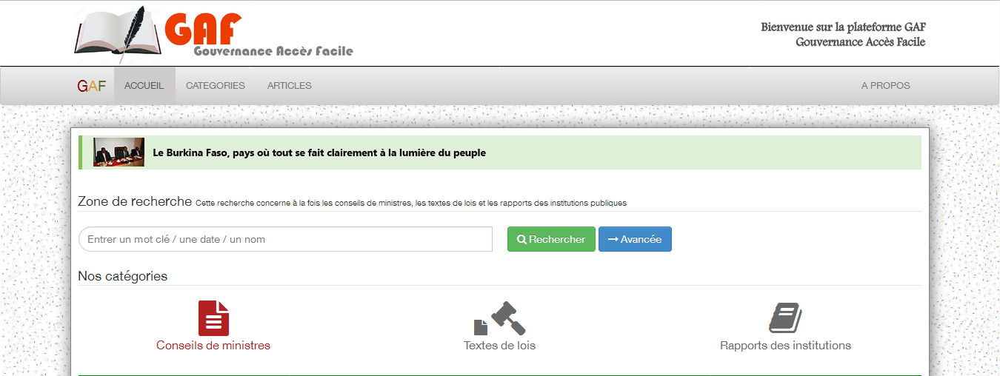 GAF
Gouvernance Accès Facile
Bienvenue sur la plateforme GAF
Gouvernance Accès Facile
GAF ACCUEIL CATEGORIES ARTICLES A PROPOS
Le Burkina Faso, pays où tout se fait clairement à la lumière du peuple
Zone de recherche Cette recherche concerne à la fois les conseils de ministres, les textes de lois et les rapports des institutions publiques
Entrer un mot clé / une date / un nom Rechercher Avancée
Nos catégories
Conseils de ministres Textes de lois Rapports des institutions